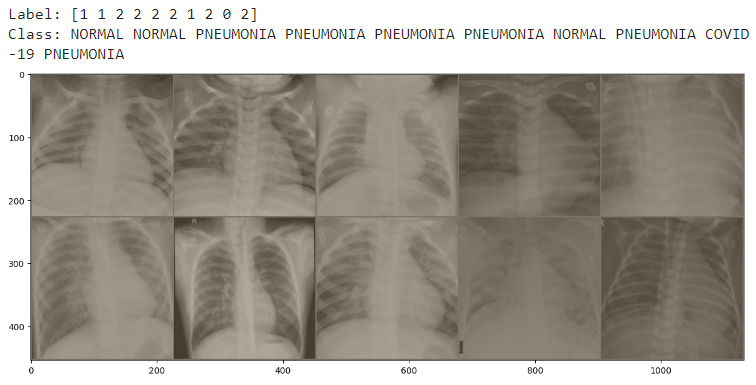 Label: [1 1 2 2 2 2 1 2 0 2]
Class: NORMAL NORMAL PNEUMONIA PNEUMONIA PNEUMONIA PNEUMONIA NORMAL PNEUMONIA COVID
-19 PNEUMONIA
0
100
200
300
400
0 200 400 600 800 1000